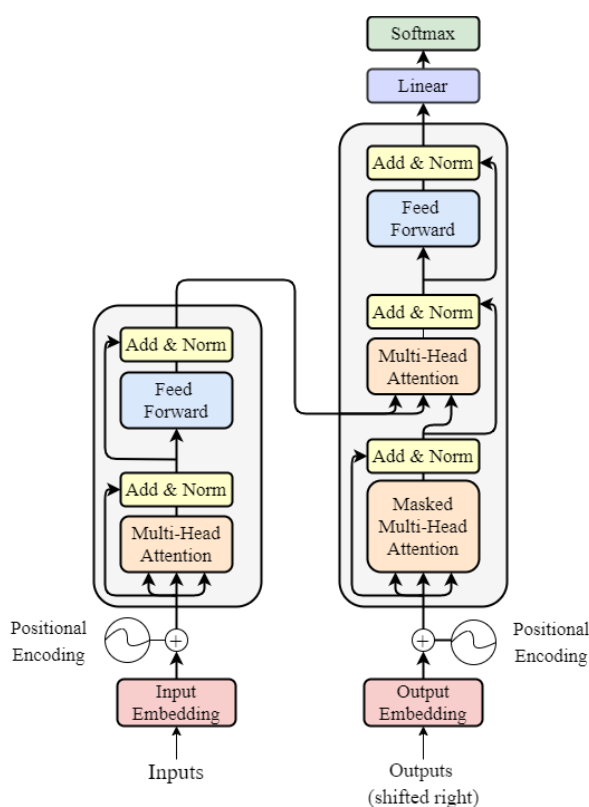 Softmax
Linear
Add & Norm
Feed
Forward
Add & Norm
Multi-Head
Attention
Add & Norm
Masked
Multi-Head
Attention
Positional
Encoding
Output
Embedding
Outputs
(shifted right)
Add & Norm
Feed
Forward
Add & Norm
Multi-Head
Attention
Positional
Encoding
Input
Embedding
Inputs